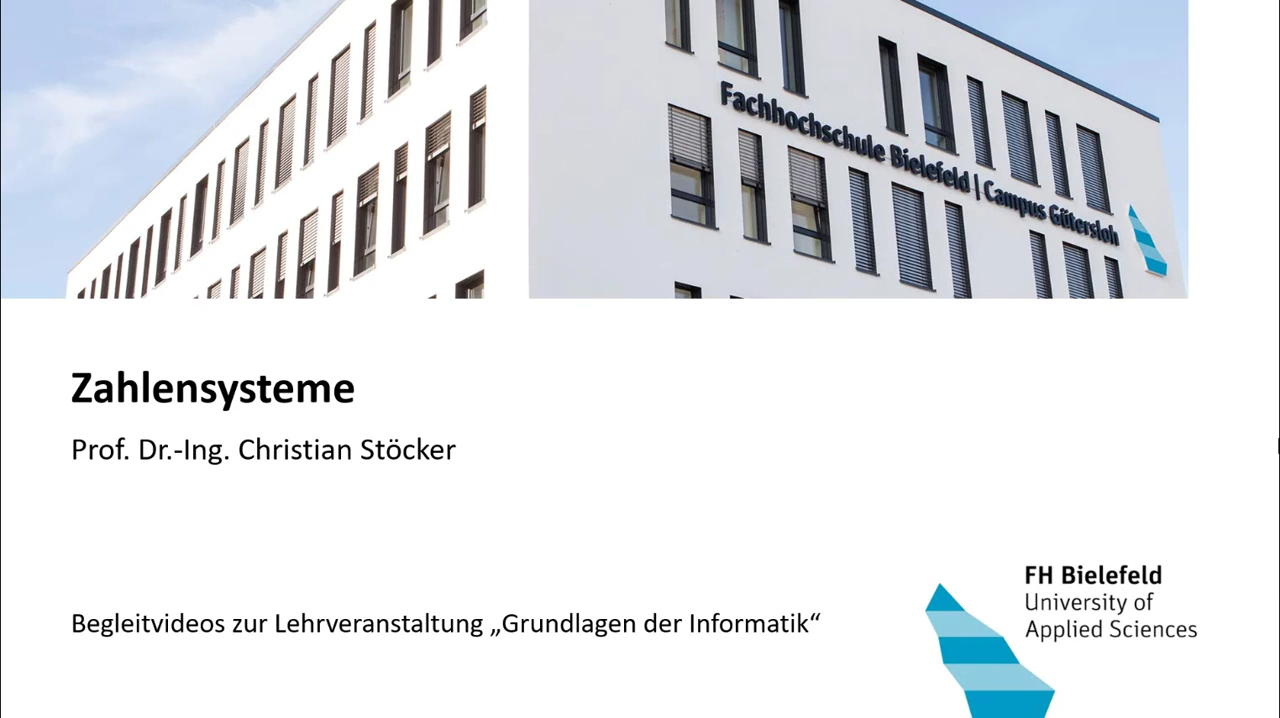 Fachhochschule Bielefeld | Campus Gütersloh
Zahlensysteme
Prof. Dr.-Ing. Christian Stöcker
Begleitvideos zur Lehrveranstaltung „Grundlagen der Informatik“
FH Bielefeld
University of
Applied Sciences